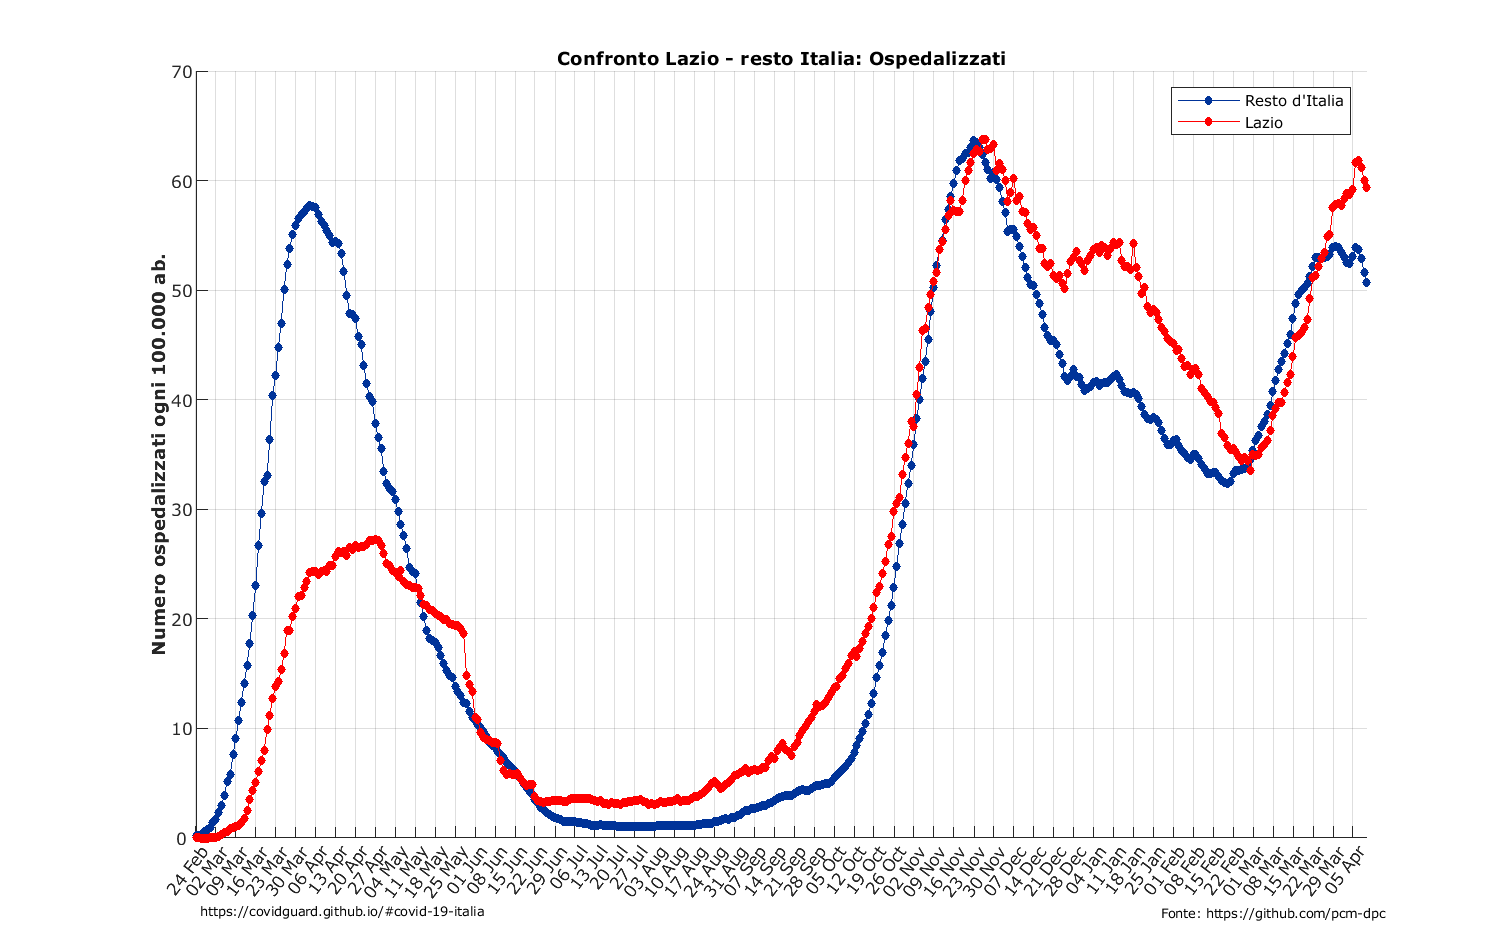 Confronto Lazio - resto Italia: Ospedalizzati
Resto d'Italia
Lazio
Numero ospedalizzati ogni 100.000 ab.
70
60
50
40
30
20
10
0
24 Feb
02 Mar
09 Mar
16 Mar
23 Mar
30 Mar
06 Apr
13 Apr
20 Apr
27 Apr
04 May
11 May
18 May
25 May
01 Jun
08 Jun
15 Jun
22 Jun
29 Jun
06 Jul
13 Jul
20 Jul
27 Jul
03 Aug
10 Aug
17 Aug
24 Aug
31 Aug
07 Sep
14 Sep
21 Sep
28 Sep
05 Oct
12 Oct
19 Oct
26 Oct
02 Nov
09 Nov
16 Nov
23 Nov
30 Nov
07 Dec
14 Dec
21 Dec
28 Dec
04 Jan
11 Jan
18 Jan
25 Jan
01 Feb
08 Feb
15 Feb
22 Feb
01 Mar
08 Mar
15 Mar
22 Mar
29 Mar
05 Apr
https://covidguard.github.io/#covid-19-italia
Fonte: https://github.com/pcm-dpc